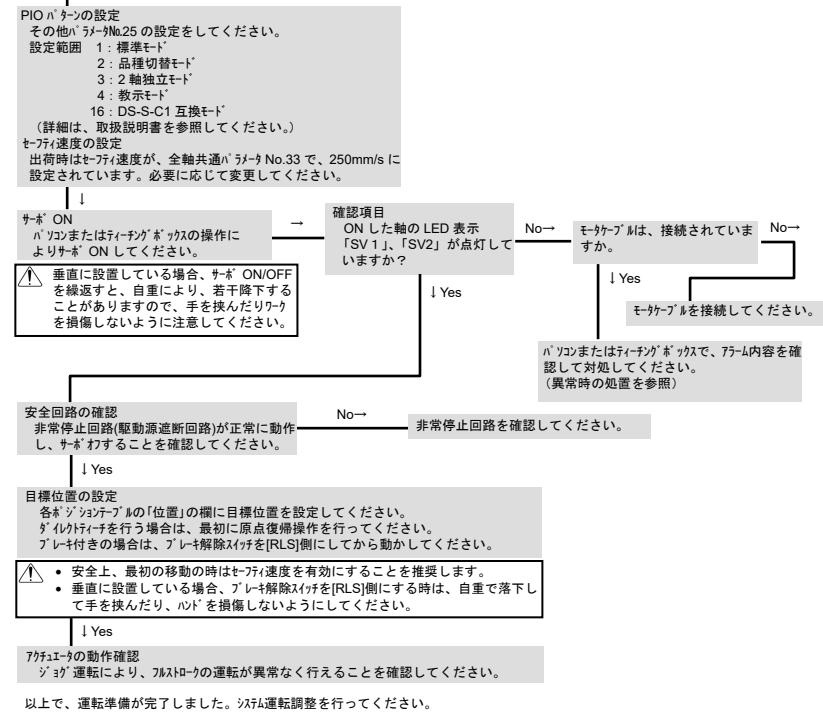 PIO ﾊﾟﾀｰﾝの設定
その他ﾊﾟﾗﾒｰﾀ№25 の設定をしてください。
設定範囲 1：標準ﾓｰﾄﾞ
2：品種切替ﾓｰﾄﾞ
3：2 軸独立ﾓｰﾄﾞ
4：教示ﾓｰﾄﾞ
16：DS-S-C1 互換ﾓｰﾄﾞ
（詳細は、取扱説明書を参照してください。）
ｾｰﾌﾃｨ速度の設定
出荷時はｾｰﾌﾃｨ速度が、全軸共通ﾊﾟﾗﾒｰﾀ No.33 で、250mm/s に
設定されています。必要に応じて変更してください。
↓
ｻｰﾎﾞ ON
ﾊﾟｿｺﾝまたはﾃｨｰﾁﾝｸﾞﾎﾞｯｸｽの操作に
よりｻｰﾎﾞ ON してください。
→
確認項目
ON した軸の LED 表示
「SV 1」、「SV2」が点灯して
いますか？
No→
ﾓｰﾀｹｰﾌﾞﾙは、接続されていま
すか。
No→
垂直に設置している場合、ｻｰﾎﾞ ON/OFF
を繰返すと、自重により、若干降下する
ことがありますので、手を挟んだりﾜｰｸ
を損傷しないように注意してください。
↓Yes
↓Yes
ﾓｰﾀｹｰﾌﾞﾙを接続してください。
ﾊﾟｿｺﾝまたはﾃｨｰﾁﾝｸﾞﾎﾞｯｸｽで、ｱﾗｰﾑ内容を確
認して対処してください。
（異常時の処置を参照）
安全回路の確認
非常停止回路(駆動源遮断回路)が正常に動作
し、ｻｰﾎﾞｵﾌすることを確認してください。
No→
非常停止回路を確認してください。
↓Yes
目標位置の設定
各ﾎﾟｼﾞｼｮﾝﾃｰﾌﾞﾙの｢位置｣の欄に目標位置を設定してください。
ﾀﾞｲﾚｸﾄﾃｨｰﾁを行う場合は、最初に原点復帰操作を行ってください。
ﾌﾞﾚｰｷ付きの場合は、ﾌﾞﾚｰｷ解除ｽｲｯﾁを[RLS]側にしてから動かしてください。
• 安全上、最初の移動の時はｾｰﾌﾃｨ速度を有効にすることを推奨します。
• 垂直に設置している場合、ﾌﾞﾚｰｷ解除ｽｲｯﾁを[RLS]側にする時は、自重で落下し
て手を挟んだり、ﾊﾝﾄﾞを損傷しないようにしてください。
↓Yes
ｱｸﾁｭｴｰﾀの動作確認
ｼﾞｮｸﾞ運転により、ﾌﾙｽﾄﾛｰｸの運転が異常なく行えることを確認してください。
以上で、運転準備が完了しました。ｼｽﾃﾑ運転調整を行ってください。